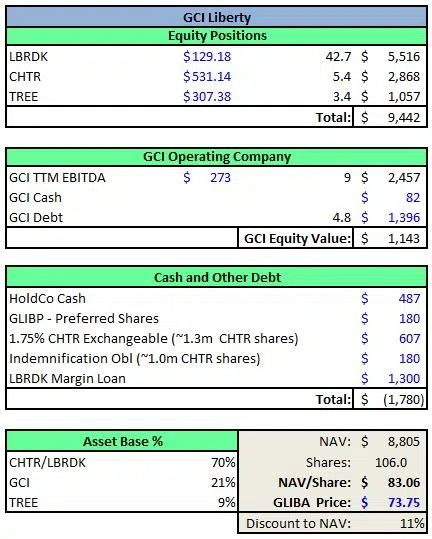 GCI Liberty
Equity Positions
LBRDK $129.18 42.7 $ 5,516
CHTR $531.14 5.4 $ 2,868
TREE $307.38 3.4 $ 1,057
Total: $ 9,442
GCI Operating Company
GCI TTM EBITDA $ 273 9 $ 2,457
GCI Cash $ 82
GCI Debt 4.8 $ 1,396
GCI Equity Value: $ 1,143
Cash and Other Debt
HoldCo Cash $ 487
GLIBP - Preferred Shares $ 180
1.75% CHTR Exchangeable (~1.3m CHTR shares) $ 607
Indemnification Obl (~1.0m CHTR shares) $ 180
LBRDK Margin Loan $ 1,300
Total: $ (1,780)
Asset Base %
CHTR/LBRDK 70%
GCI 21%
TREE 9%
NAV: $ 8,805
Shares: 106.0
NAV/Share: $ 83.06
GLIBA Price: $ 73.75
Discount to NAV: 11%